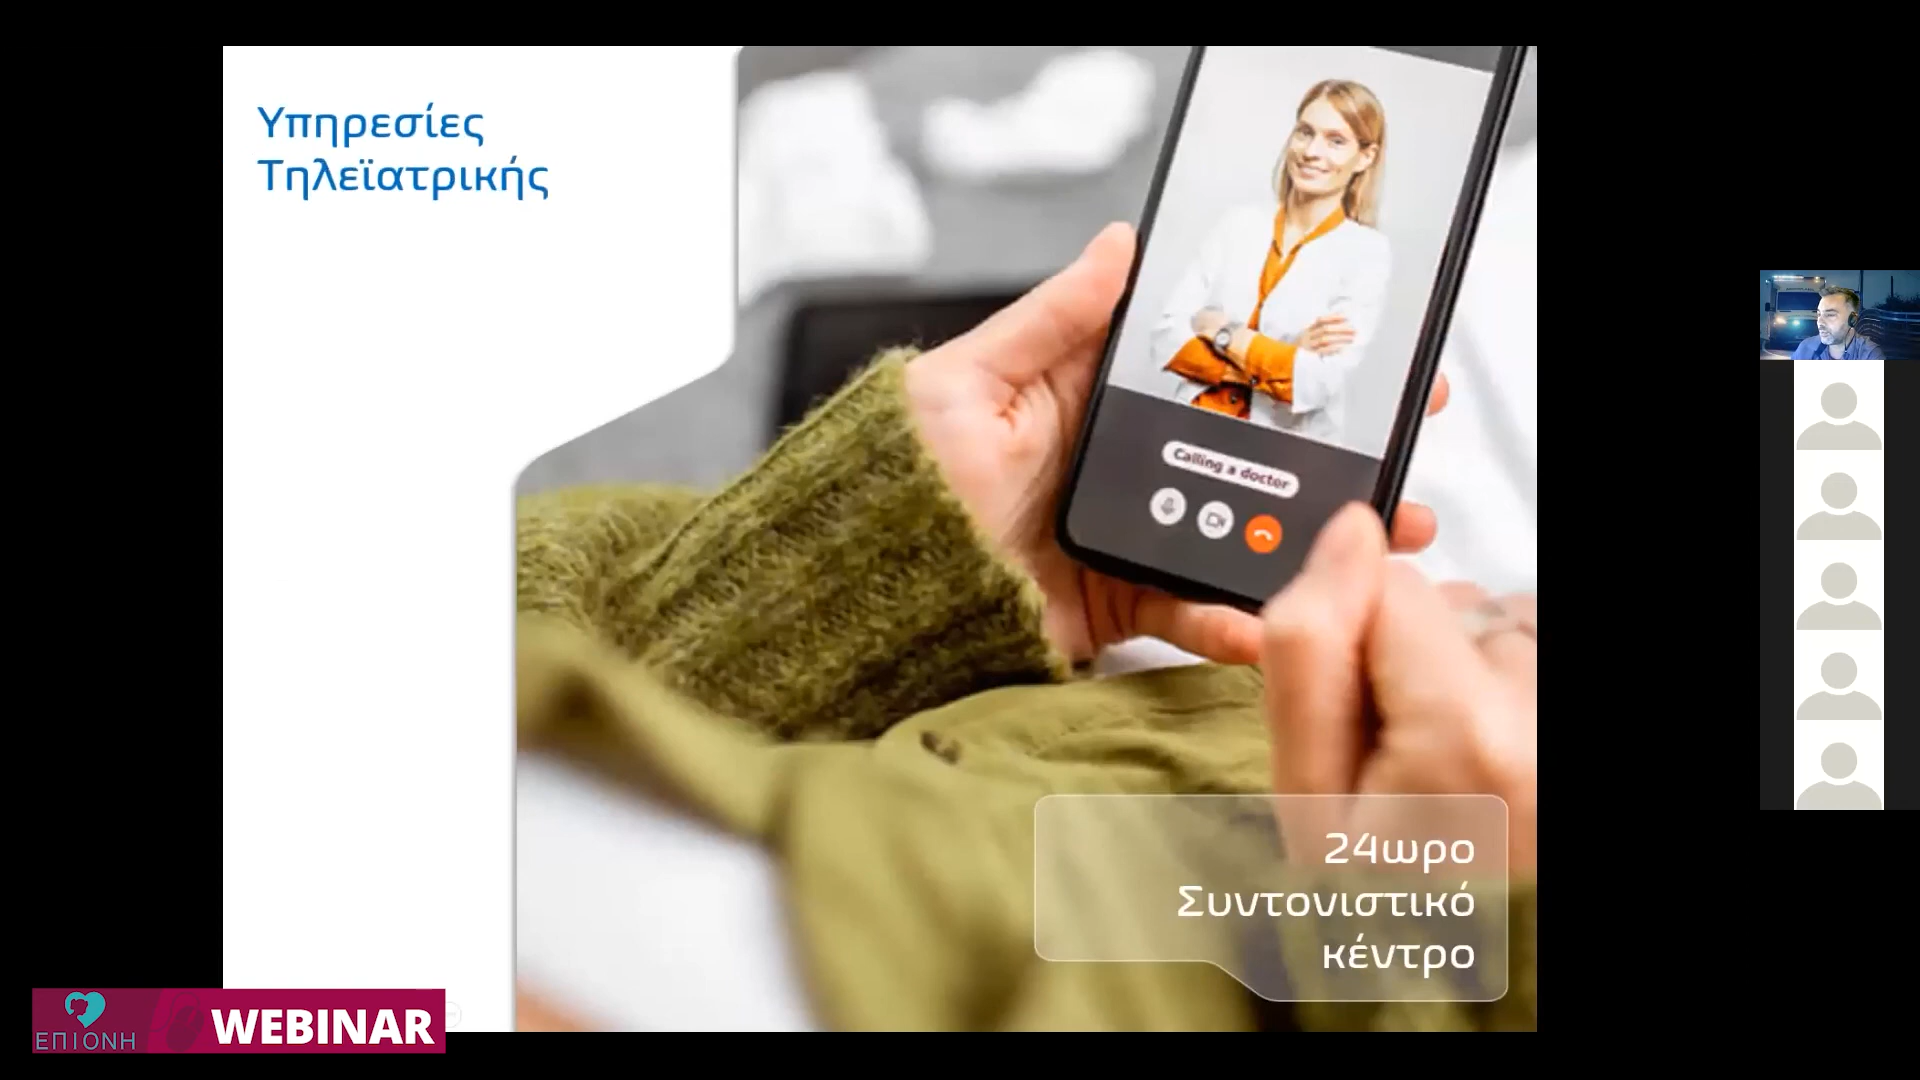 Υπηρεσίες
Τηλεϊατρικής
Calling a doctor
24ωρο
Συντονιστικό
κέντρο
ΕΠΙΟΝΗ
WEBINAR